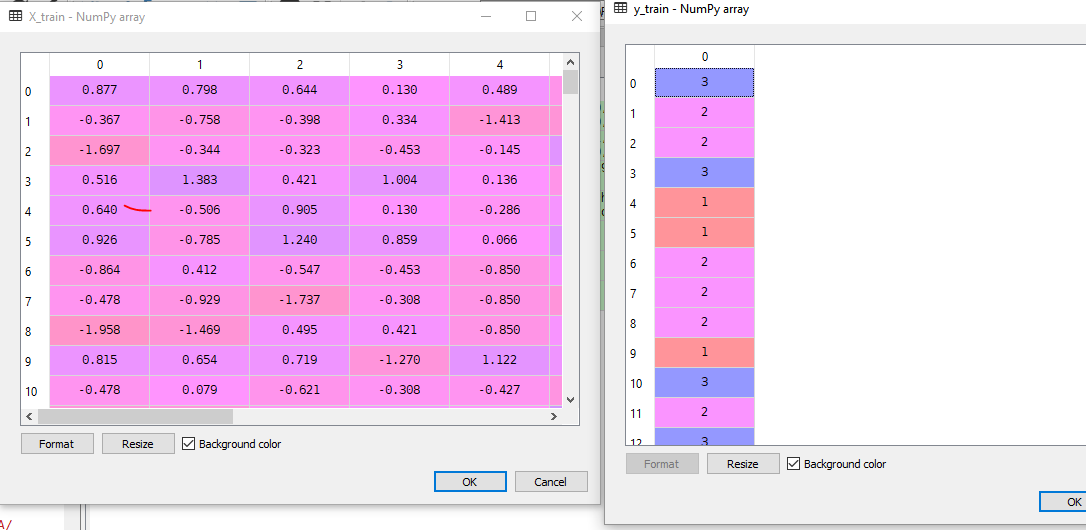 X_train - NumPy array
0 1 2 3 4
0 0.877 0.798 0.644 0.130 0.489
1 -0.367 -0.758 -0.398 0.334 -1.413
2 -1.697 -0.344 -0.323 -0.453 -0.145
3 0.516 1.383 0.421 1.004 0.136
4 0.640 -0.506 0.905 0.130 -0.286
5 0.926 -0.785 1.240 0.859 0.066
6 -0.864 0.412 -0.547 -0.453 -0.850
7 -0.478 -0.929 -1.737 -0.308 -0.850
8 -1.958 -1.469 0.495 0.421 -0.850
9 0.815 0.654 0.719 -1.270 1.122
10 -0.478 0.079 -0.621 -0.308 -0.427
Format Resize Background color
OK Cancel
A/
y_train - NumPy array
0
0 3
1 2
2 2
3 3
4 1
5 1
6 2
7 2
8 2
9 1
10 3
11 2
12 3
Format Resize Background color
OK